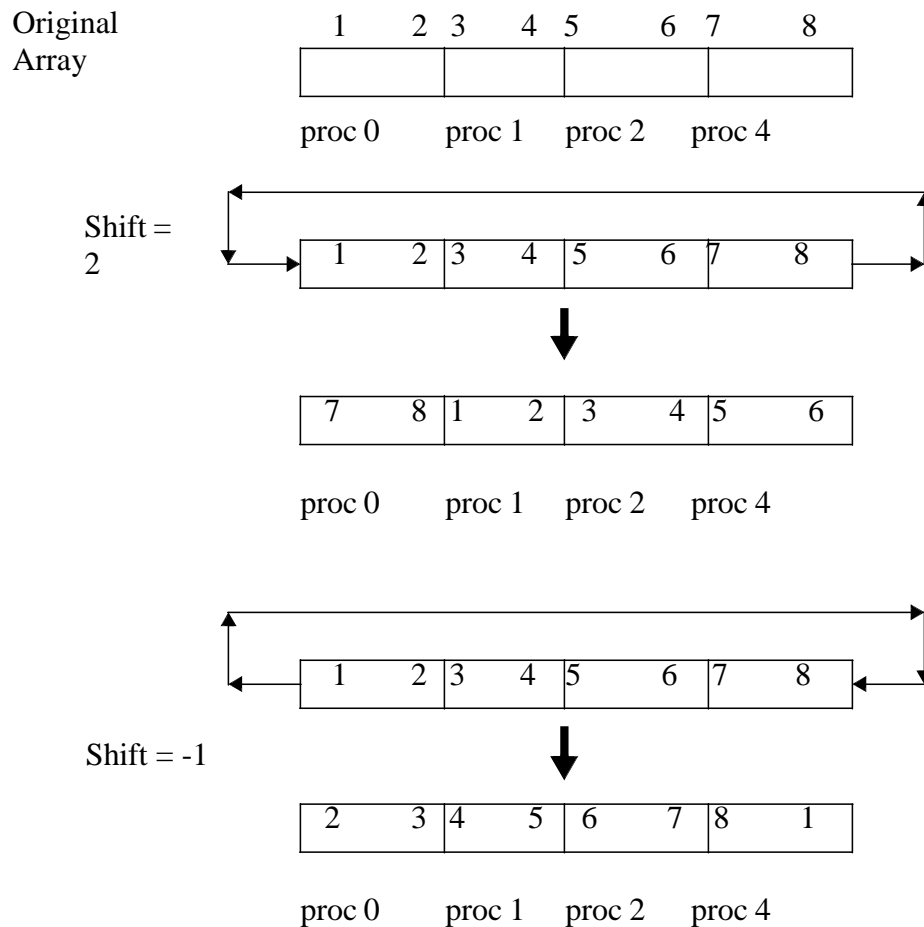 Original
Array
1 2 3 4 5 6 7 8
proc 0 proc 1 proc 2 proc 4
Shift =
2
1 2 3 4 5 6 7 8
7 8 1 2 3 4 5 6
proc 0 proc 1 proc 2 proc 4
1 2 3 4 5 6 7 8
Shift = -1
2 3 4 5 6 7 8 1
proc 0 proc 1 proc 2 proc 4